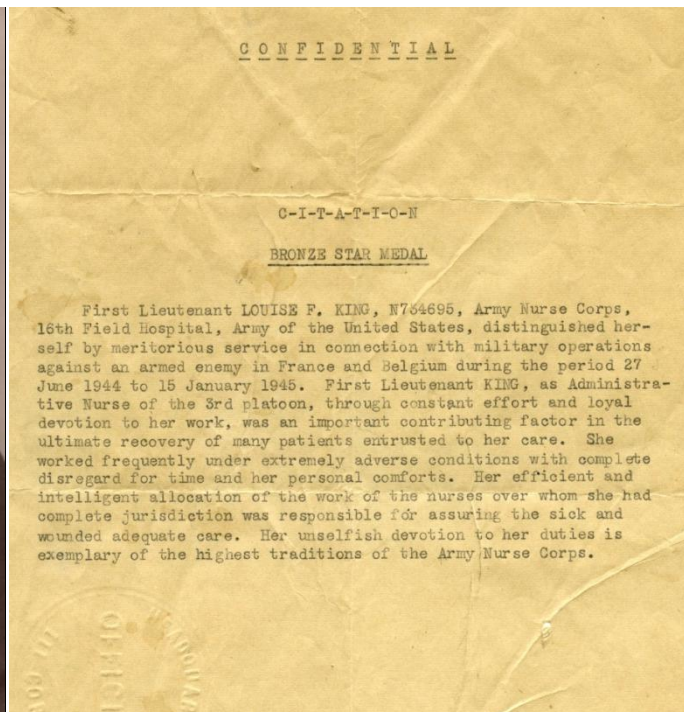 CONFIDENTIAL
C-I-T-A-T-I-O-N
BRONZE STAR MEDAL
First Lieutenant LOUISE F. KING, N734695, Army Nurse Corps,
16th Field Hospital, Army of the United States, distinguished her-
self by meritorious service in connection with military operations
against an armed enemy in France and Belgium during the period 27
June 1944 to 15 January 1945. First Lieutenant KING, as Administra-
tive Nurse of the 3rd platoon, through constant effort and loyal
devotion to her work, was an important contributing factor in the
ultimate recovery of many patients entrusted to her care. She
worked frequently under extremely adverse conditions with complete
disregard for time and her personal comforts. Her efficient and
intelligent allocation of the work of the nurses over whom she had
complete jurisdiction was responsible for assuring the sick and
wounded adequate care. Her unselfish devotion to her duties is
exemplary of the highest traditions of the Army Nurse Corps.